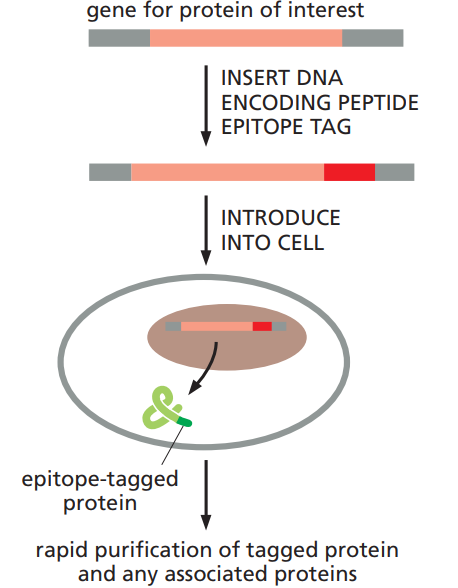 gene for protein of interest
INSERT DNA
ENCODING PEPTIDE
EPITOPE TAG
INTRODUCE
INTO CELL
epitope-tagged
protein
rapid purification of tagged protein
and any associated proteins